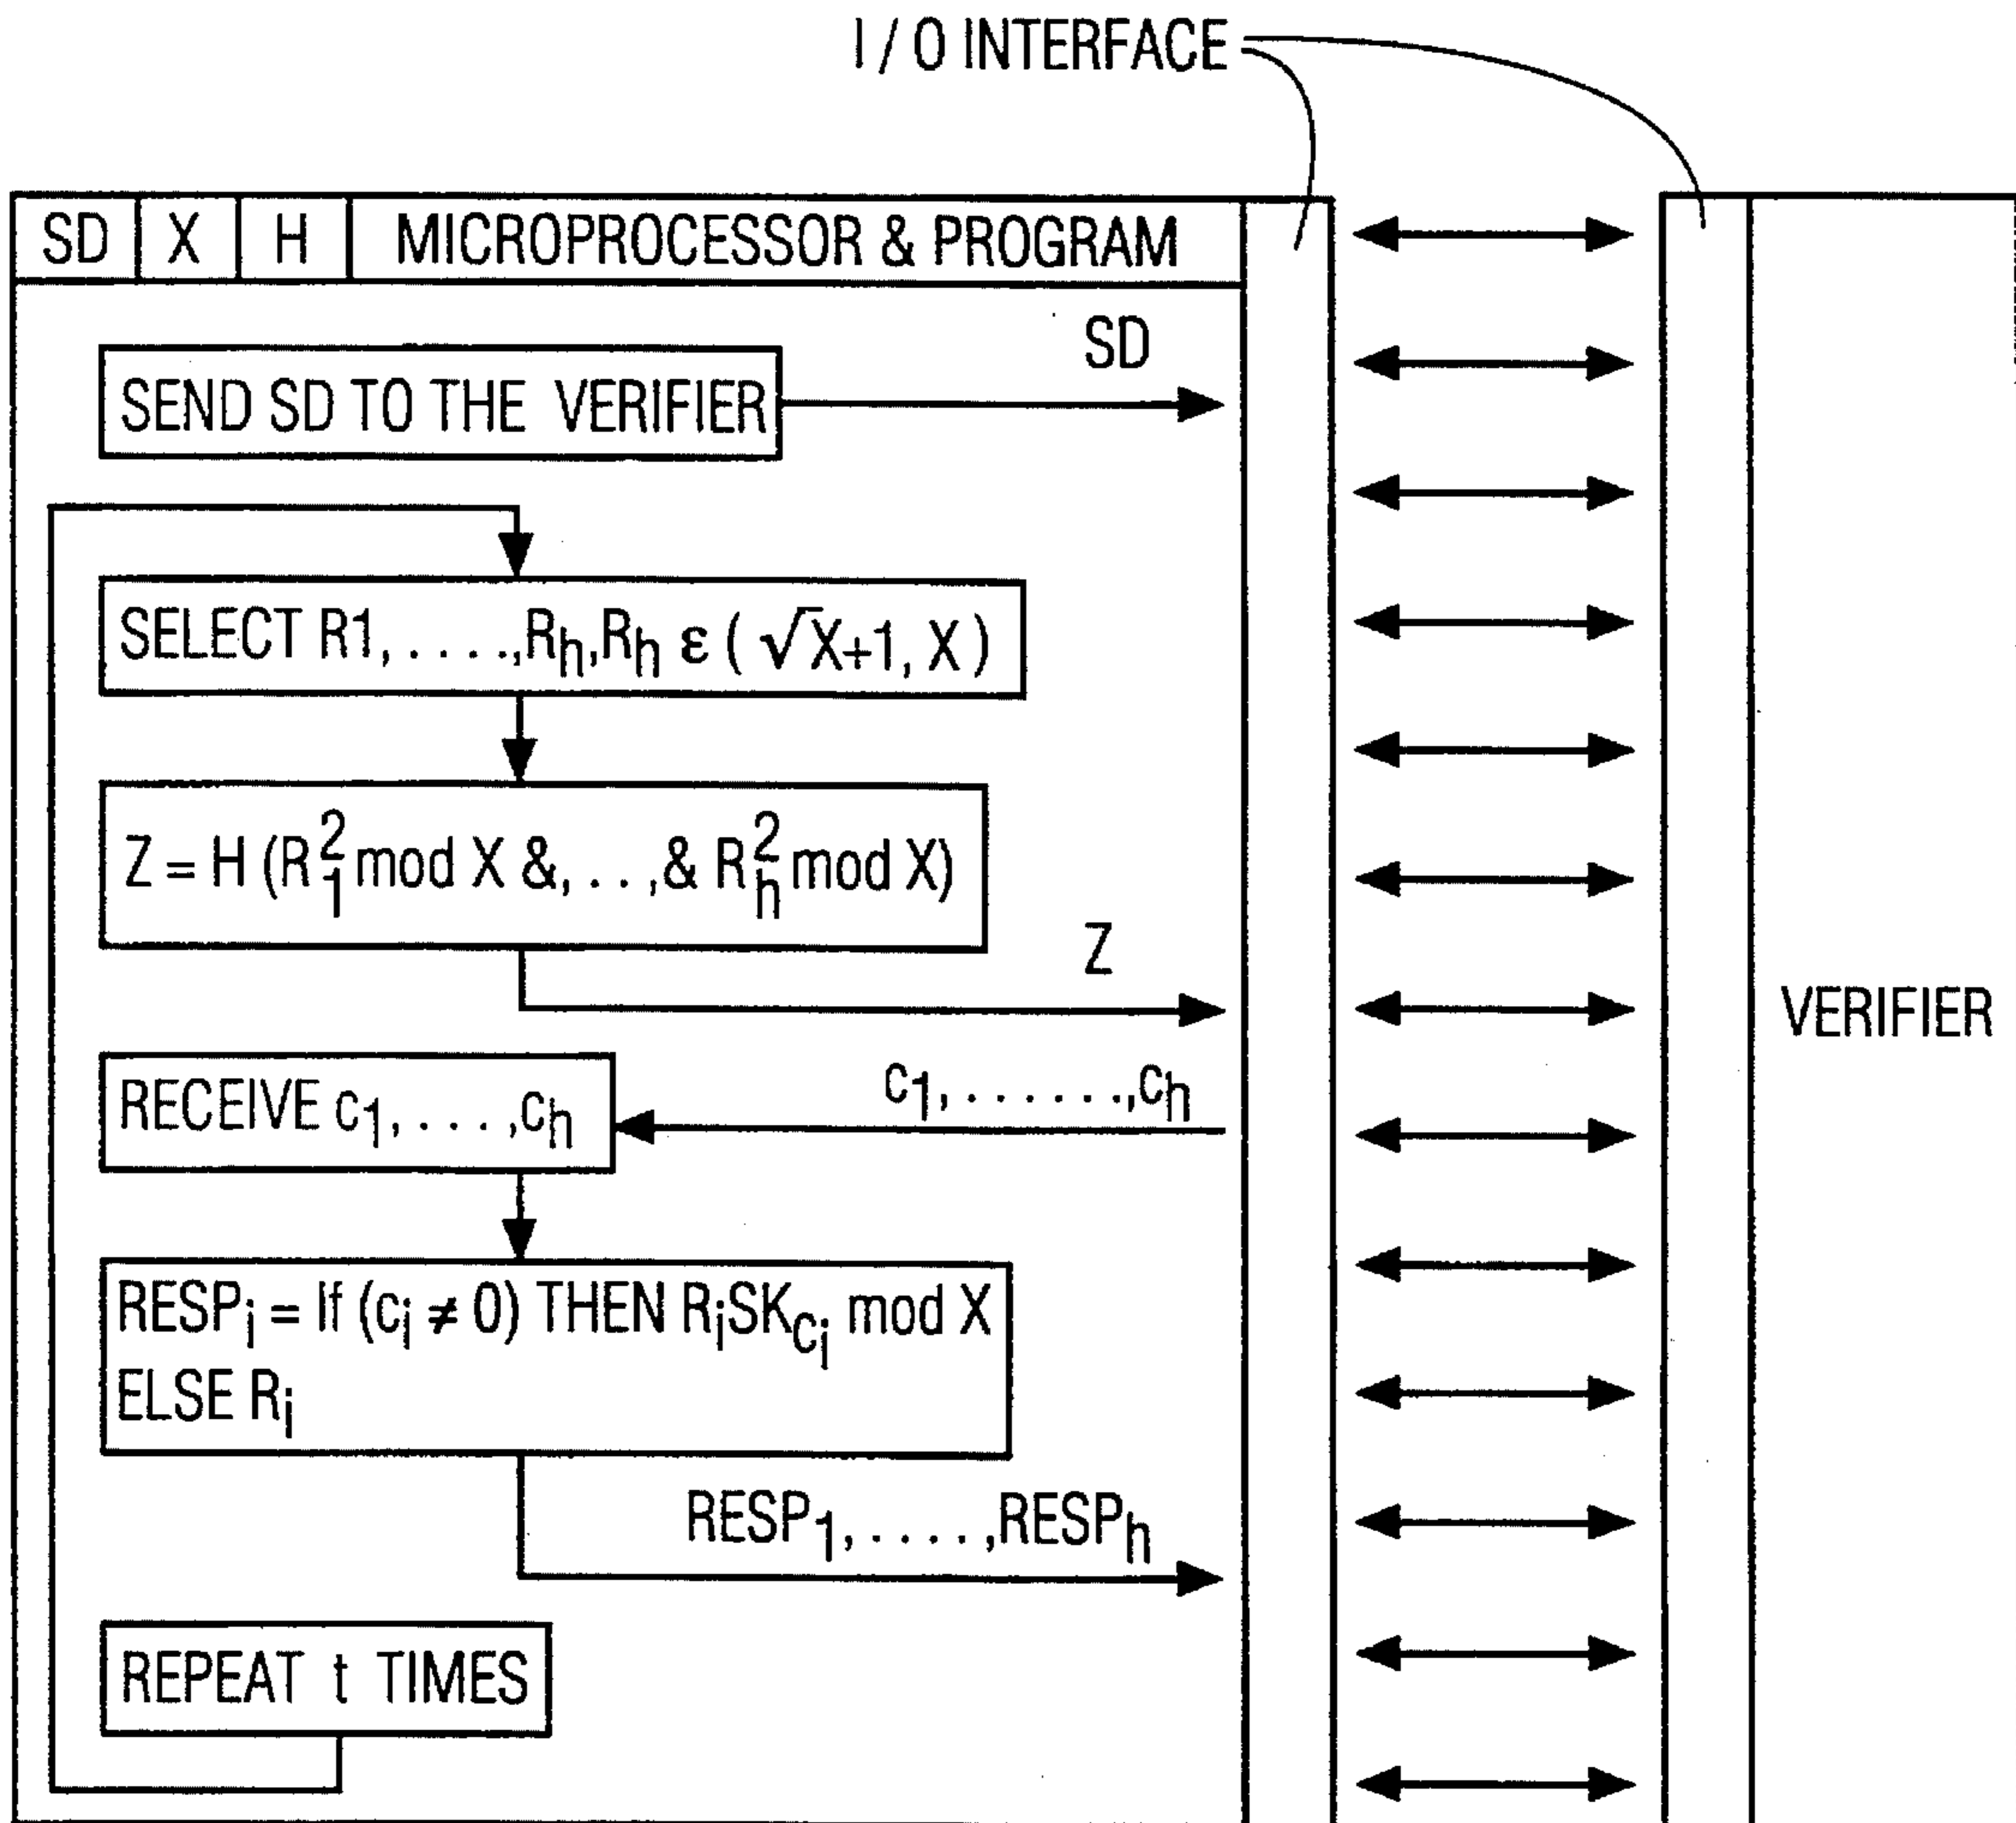 I / O INTERFACE
SD X H MICROPROCESSOR & PROGRAM
SD
SEND SD TO THE VERIFIER
SELECT R1, . . . .,Rₕ,Rₕ ε ( √X+1, X )
Z = H (R₁² mod X &, . . ,& Rₕ² mod X)
Z
VERIFIER
c₁, . . . . . .,cₕ
RECEIVE c₁, . . . .,cₕ
RESPᵢ = If (cᵢ ≠ 0) THEN RᵢSK_cᵢ mod X
ELSE Rᵢ
RESP₁, . . . . .,RESPₕ
REPEAT t TIMES